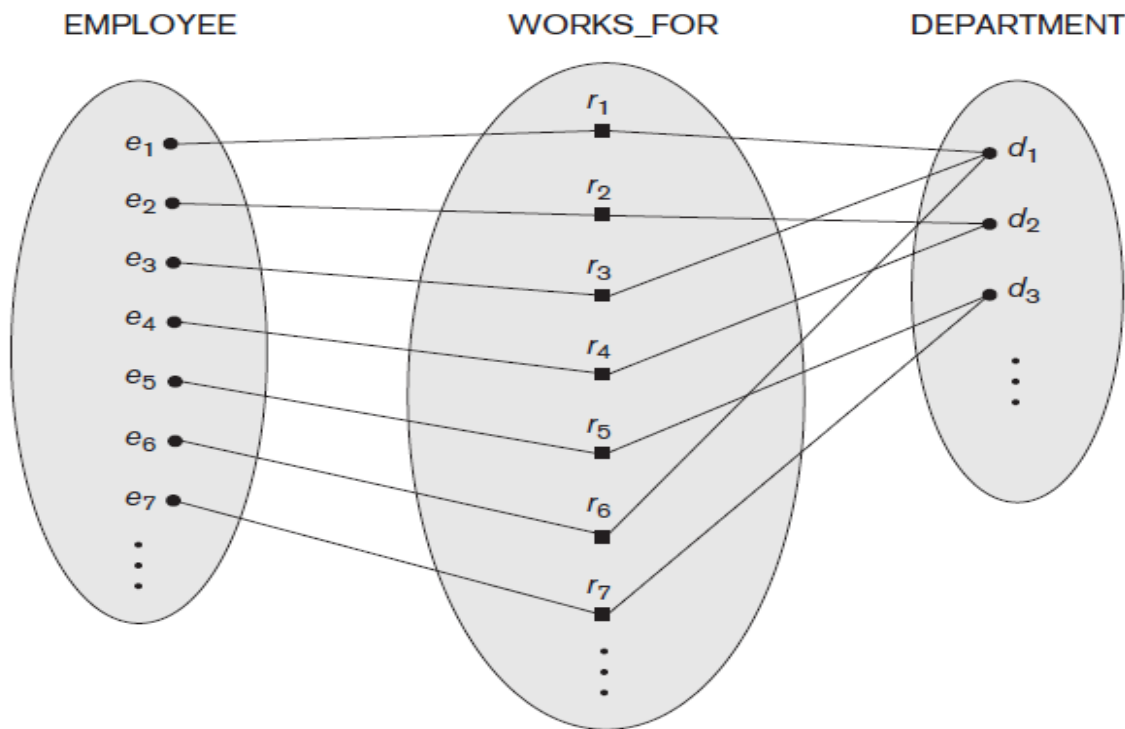 EMPLOYEE WORKS_FOR DEPARTMENT
e1
e2
e3
e4
e5
e6
e7
r1
r2
r3
r4
r5
r6
r7
d1
d2
d3